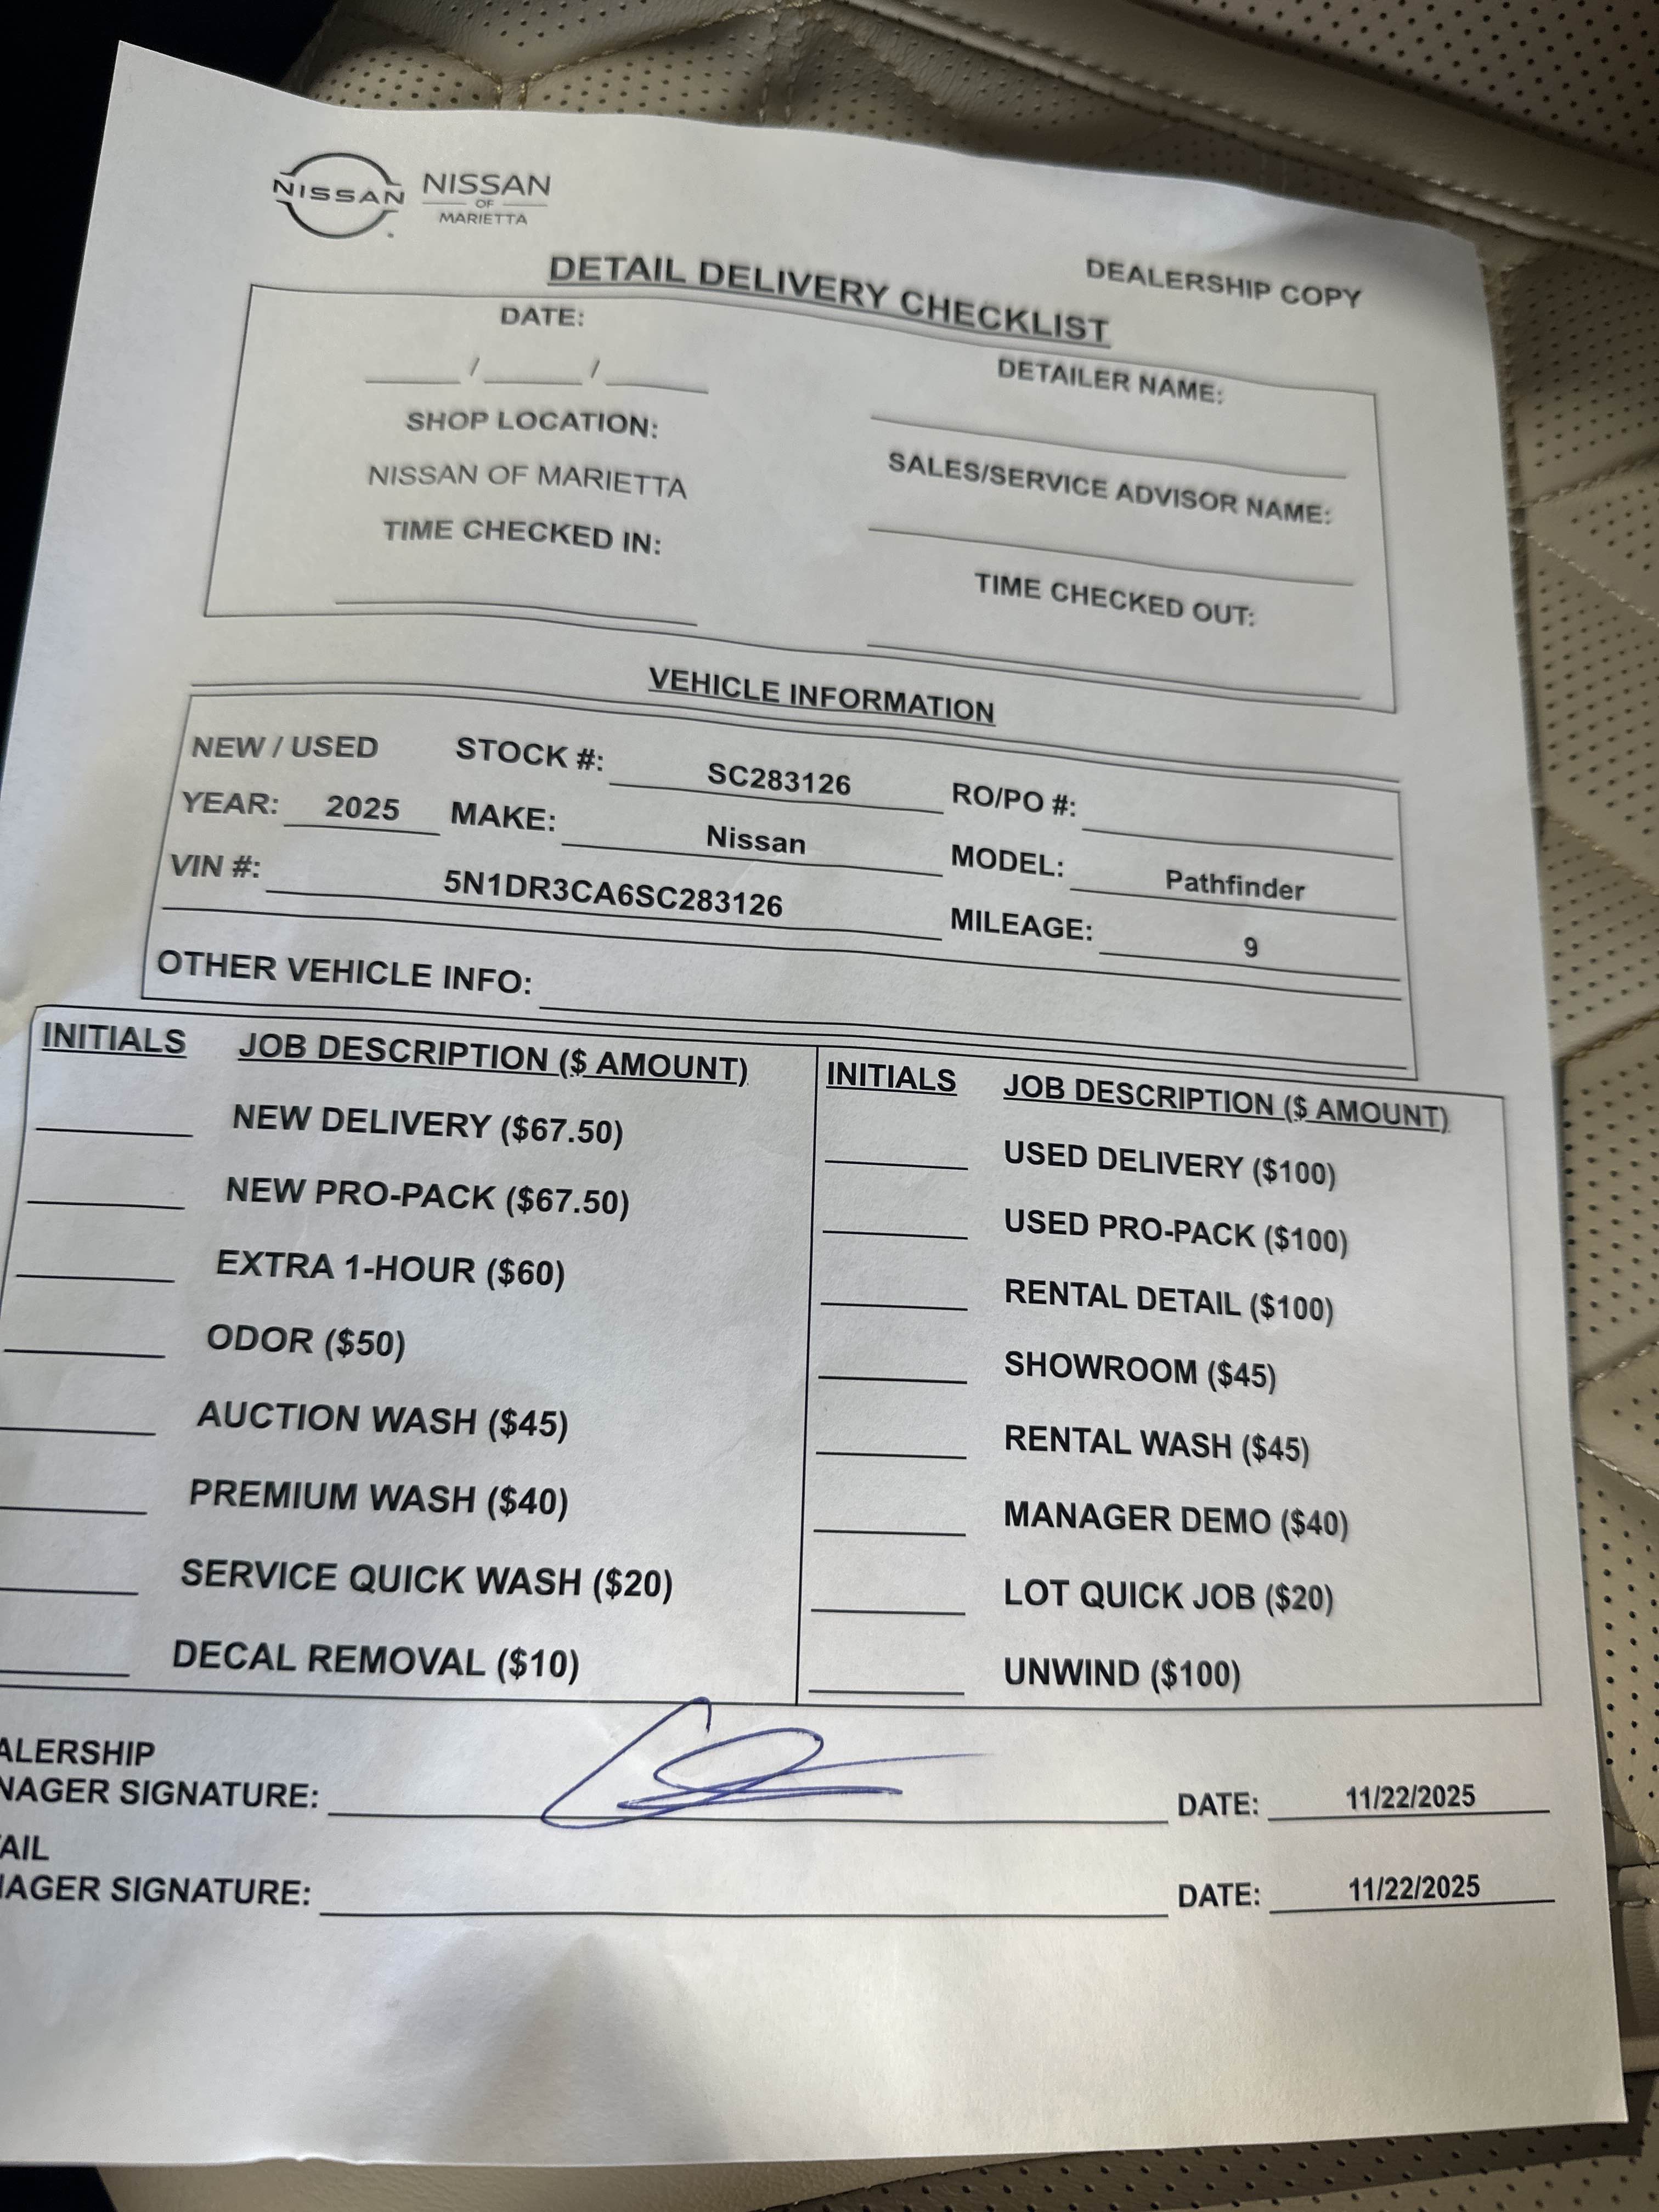 NISSAN
NISSAN
OF
MARIETTA
DEALERSHIP COPY
DETAIL DELIVERY CHECKLIST
DATE:
/ /
DETAILER NAME:
SHOP LOCATION:
NISSAN OF MARIETTA
SALES/SERVICE ADVISOR NAME:
TIME CHECKED IN:
TIME CHECKED OUT:
VEHICLE INFORMATION
NEW / USED STOCK #: SC283126 RO/PO #:
YEAR: 2025 MAKE: Nissan MODEL: Pathfinder
VIN #: 5N1DR3CA6SC283126 MILEAGE: 9
OTHER VEHICLE INFO:
INITIALS JOB DESCRIPTION ($ AMOUNT)
NEW DELIVERY ($67.50)
NEW PRO-PACK ($67.50)
EXTRA 1-HOUR ($60)
ODOR ($50)
AUCTION WASH ($45)
PREMIUM WASH ($40)
SERVICE QUICK WASH ($20)
DECAL REMOVAL ($10)
INITIALS JOB DESCRIPTION ($ AMOUNT)
USED DELIVERY ($100)
USED PRO-PACK ($100)
RENTAL DETAIL ($100)
SHOWROOM ($45)
RENTAL WASH ($45)
MANAGER DEMO ($40)
LOT QUICK JOB ($20)
UNWIND ($100)
ALERSHIP
NAGER SIGNATURE: DATE: 11/22/2025
AIL
AGER SIGNATURE: DATE: 11/22/2025